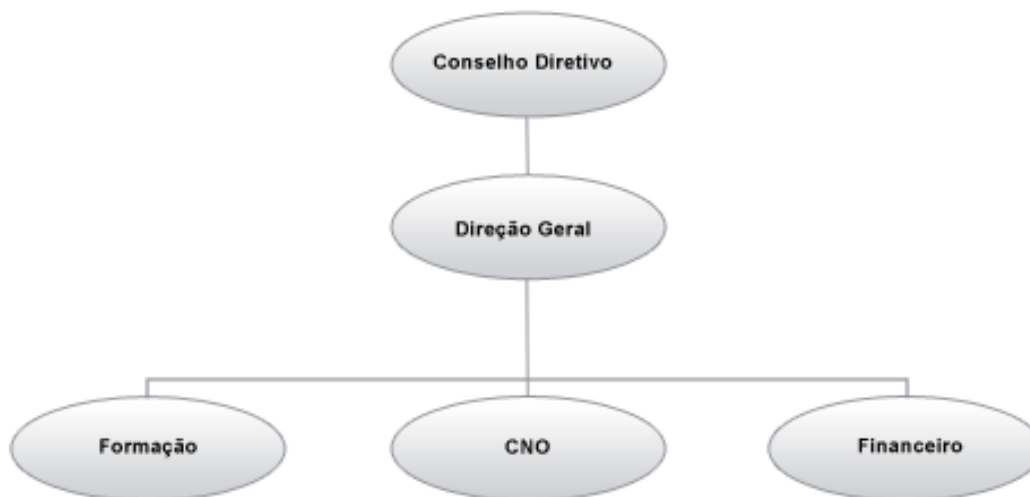 Conselho Diretivo
Direção Geral
Formação
CNO
Financeiro